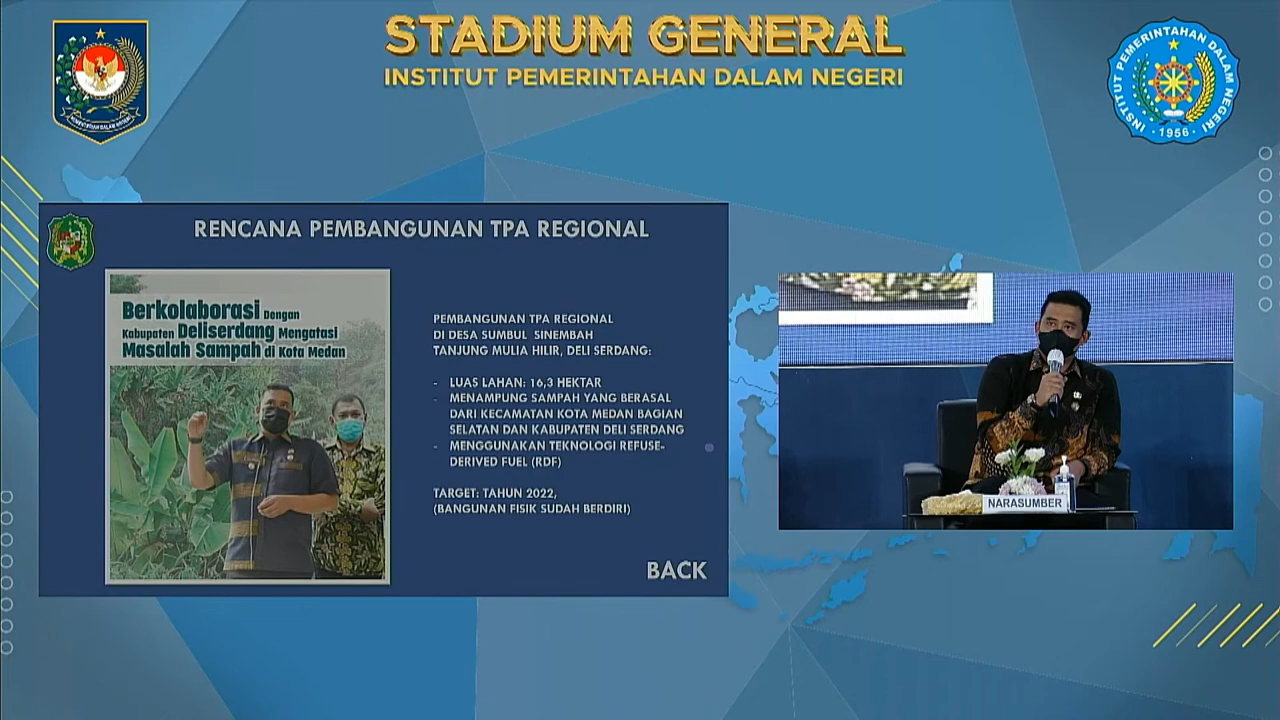 STADIUM GENERAL
INSTITUT PEMERINTAHAN DALAM NEGERI
KEMENTERIAN DALAM NEGERI
INSTITUT PEMERINTAHAN DALAM NEGERI
1956
RENCANA PEMBANGUNAN TPA REGIONAL
Berkolaborasi Dengan
Kabupaten Deliserdang Mengatasi
Masalah Sampah di Kota Medan
PEMBANGUNAN TPA REGIONAL
DI DESA SUMBUL SINEMBAH
TANJUNG MULIA HILIR, DELI SERDANG:
- LUAS LAHAN: 16,3 HEKTAR
- MENAMPUNG SAMPAH YANG BERASAL
DARI KECAMATAN KOTA MEDAN BAGIAN
SELATAN DAN KABUPATEN DELI SERDANG
- MENGGUNAKAN TEKNOLOGI REFUSE-
DERIVED FUEL (RDF)
TARGET: TAHUN 2022,
(BANGUNAN FISIK SUDAH BERDIRI)
BACK
NARASUMBER